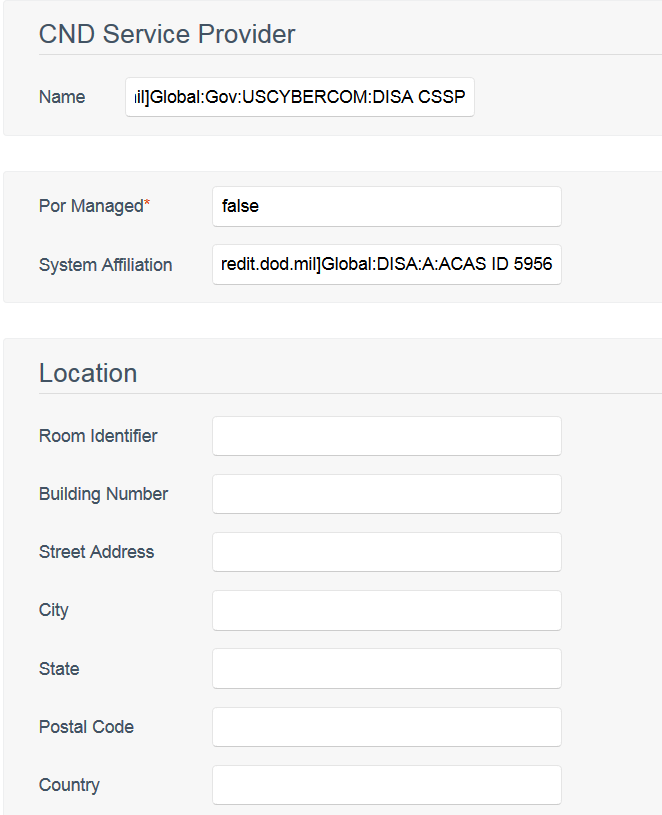 CND Service Provider
Name il]Global:Gov:USCYBERCOM:DISA CSSP
Por Managed* false
System Affiliation redit.dod.mil]Global:DISA:A:ACAS ID 5956
Location
Room Identifier
Building Number
Street Address
City
State
Postal Code
Country